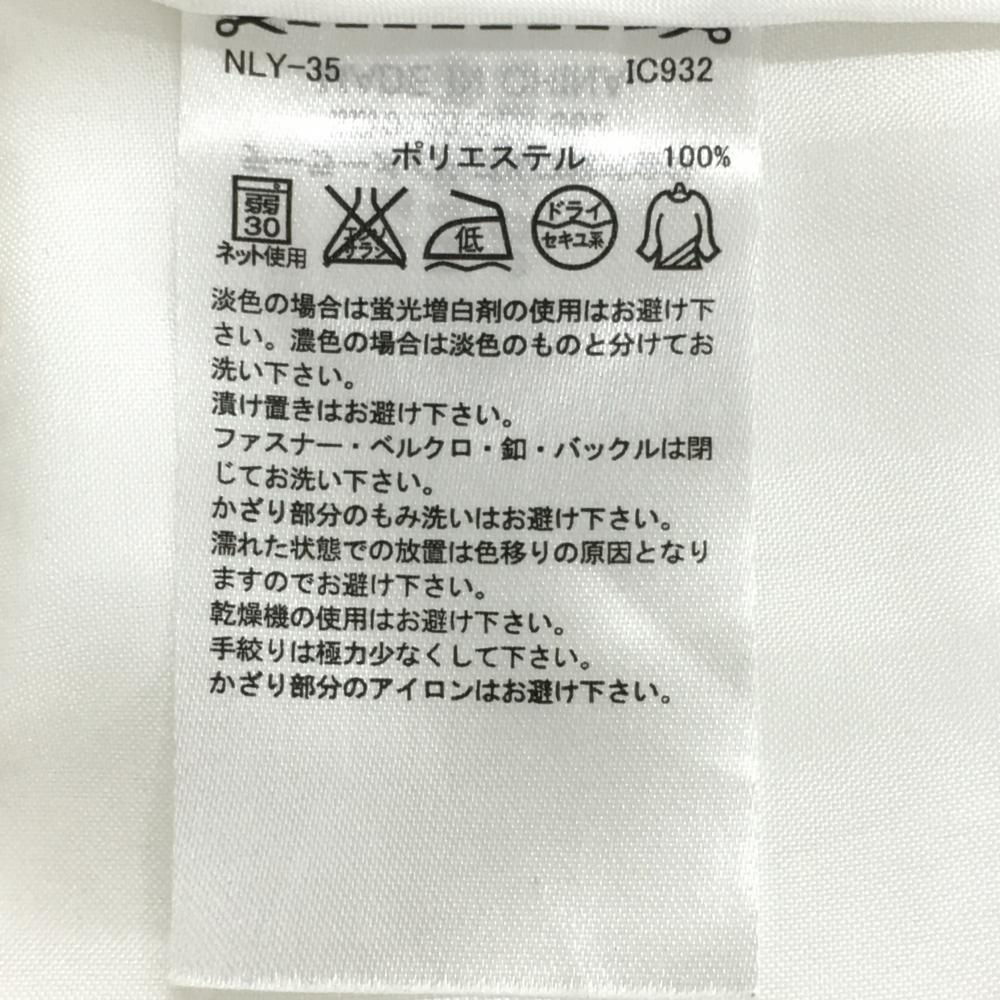 NLY-35 IC932
ポリエステル 100%
弱
30
ネット使用
エンソ
サラシ
低
ドライ
セキユ系
淡色の場合は蛍光増白剤の使用はお避け下
さい。濃色の場合は淡色のものと分けてお
洗い下さい。
漬け置きはお避け下さい。
ファスナー・ベルクロ・釦・バックルは閉
じてお洗い下さい。
かざり部分のもみ洗いはお避け下さい。
濡れた状態での放置は色移りの原因となり
ますのでお避け下さい。
乾燥機の使用はお避け下さい。
手絞りは極力少なくして下さい。
かざり部分のアイロンはお避け下さい。